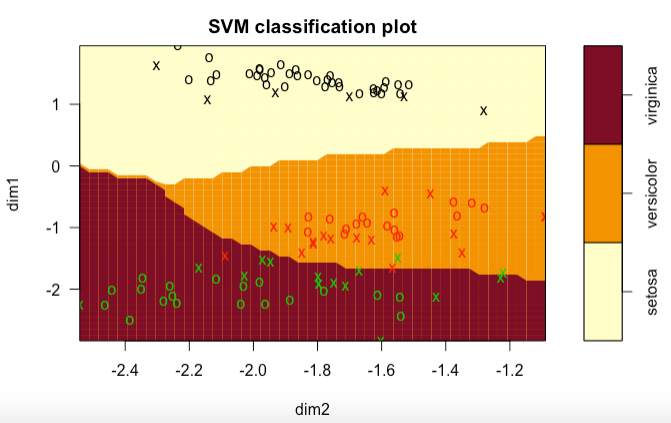 SVM classification plot
1
0
-1
-2
dim1
-2.4 -2.2 -2.0 -1.8 -1.6 -1.4 -1.2
dim2
virginica
versicolor
setosa